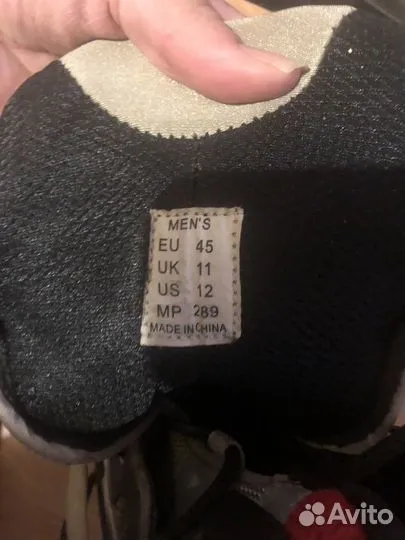 MEN'S
EU 45
UK 11
US 12
MP 289
MADE IN CHINA
Avito